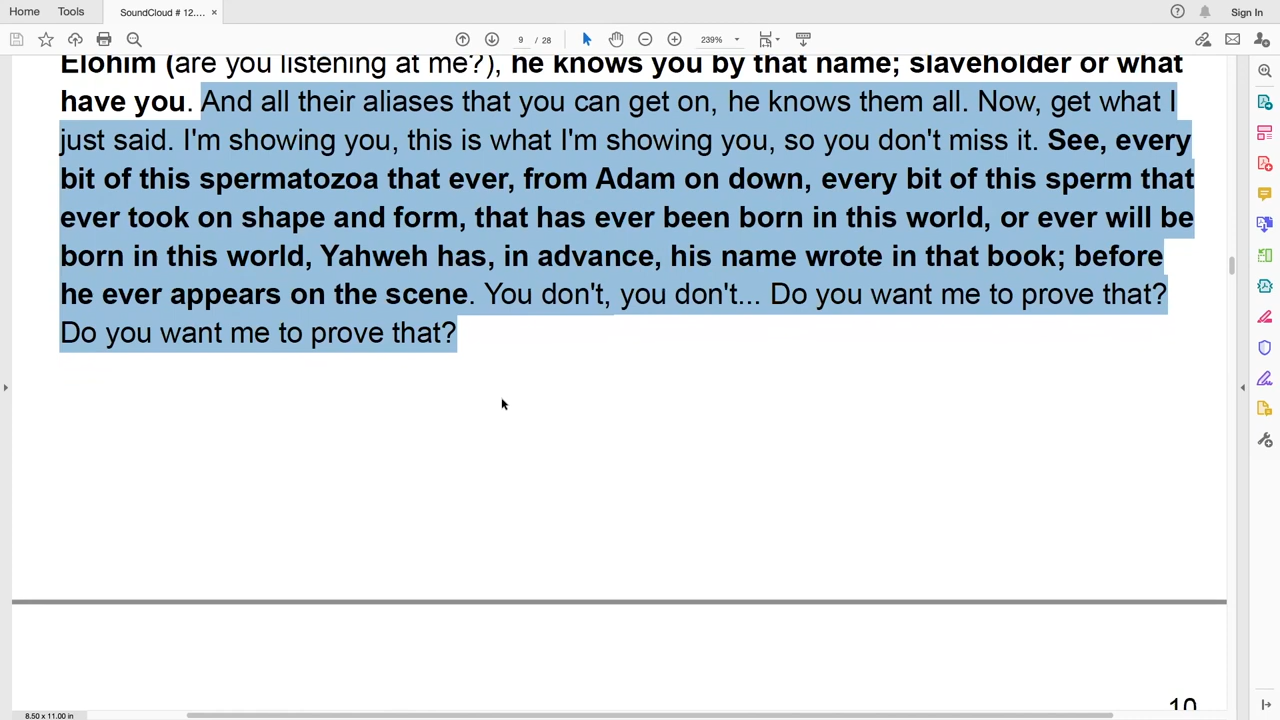 Home Tools SoundCloud # 12.... × Sign In
9 / 28 239%
Elohim (are you listening at me?), he knows you by that name; slaveholder or what
have you. And all their aliases that you can get on, he knows them all. Now, get what I
just said. I'm showing you, this is what I'm showing you, so you don't miss it. See, every
bit of this spermatozoa that ever, from Adam on down, every bit of this sperm that
ever took on shape and form, that has ever been born in this world, or ever will be
born in this world, Yahweh has, in advance, his name wrote in that book; before
he ever appears on the scene. You don't, you don't... Do you want me to prove that?
Do you want me to prove that?
10
8.50 x 11.00 in